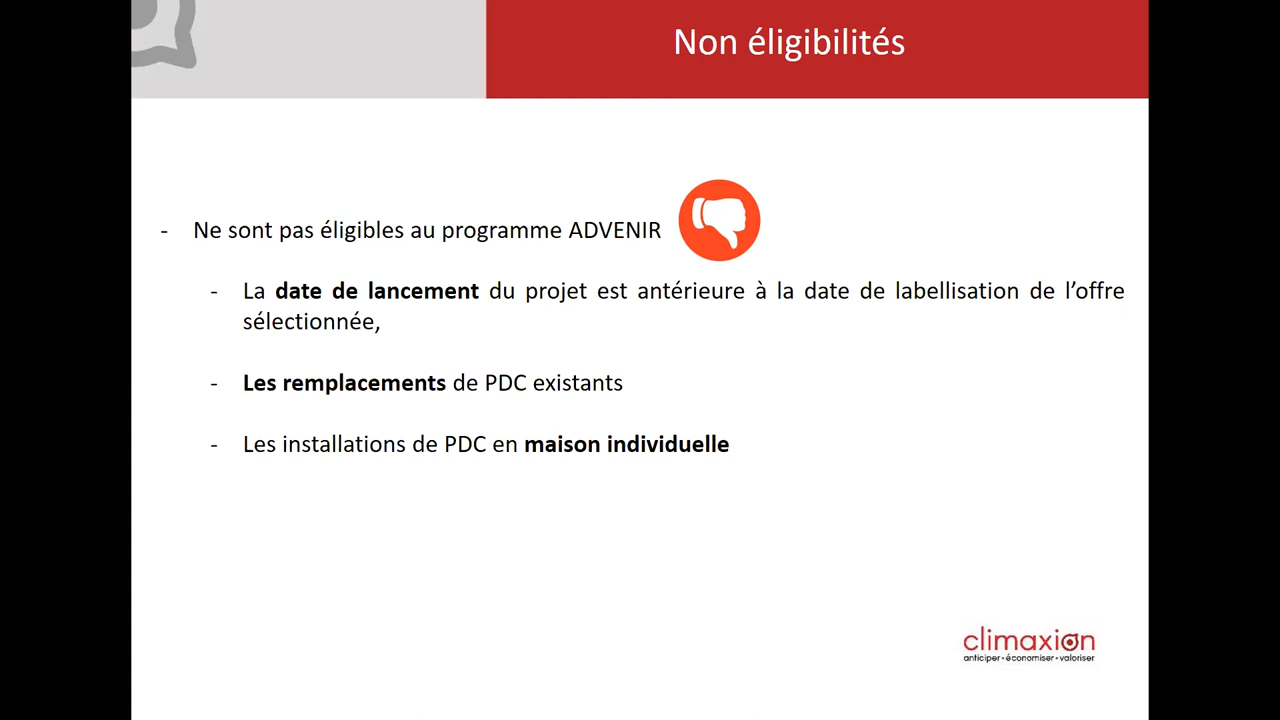 Non éligibilités
- Ne sont pas éligibles au programme ADVENIR
- La date de lancement du projet est antérieure à la date de labellisation de l’offre
sélectionnée,
- Les remplacements de PDC existants
- Les installations de PDC en maison individuelle
climaxion
anticiper • économiser • valoriser